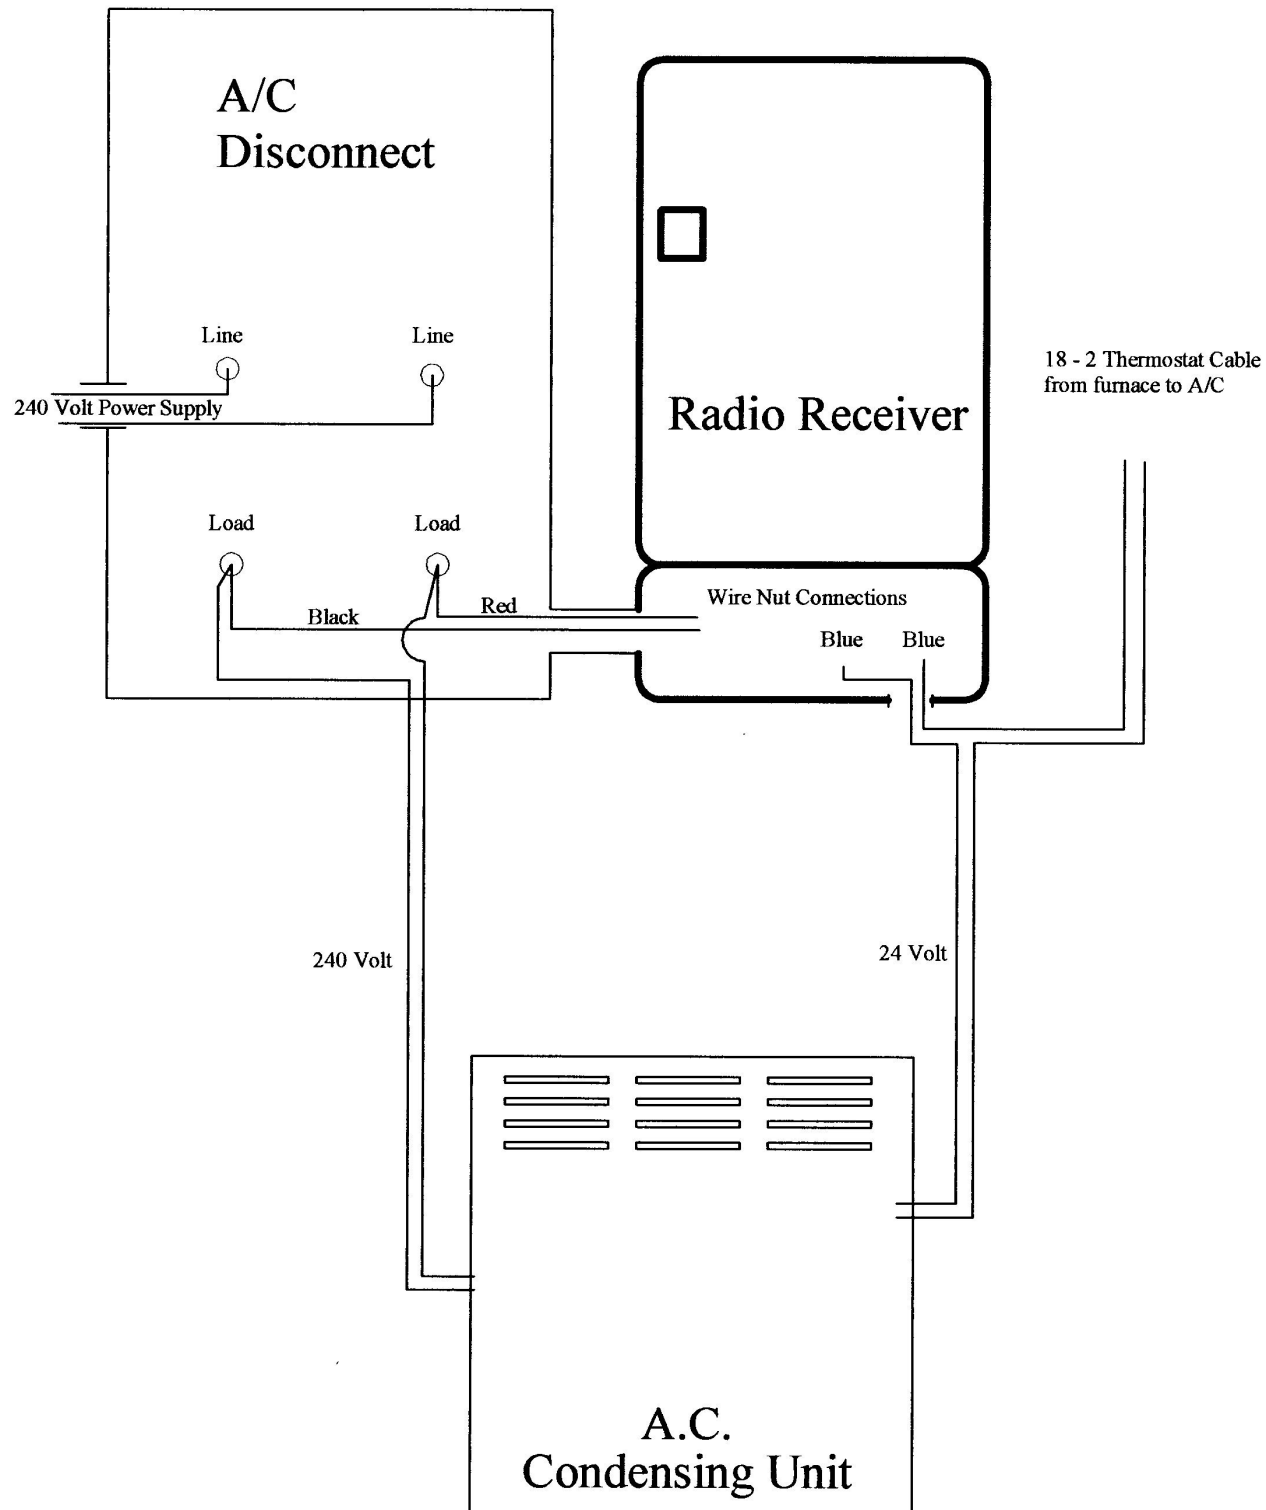 A/C
Disconnect
Line
Line
240 Volt Power Supply
Load
Load
Black
Red
Radio Receiver
Wire Nut Connections
Blue
Blue
18 - 2 Thermostat Cable
from furnace to A/C
240 Volt
24 Volt
A.C.
Condensing Unit